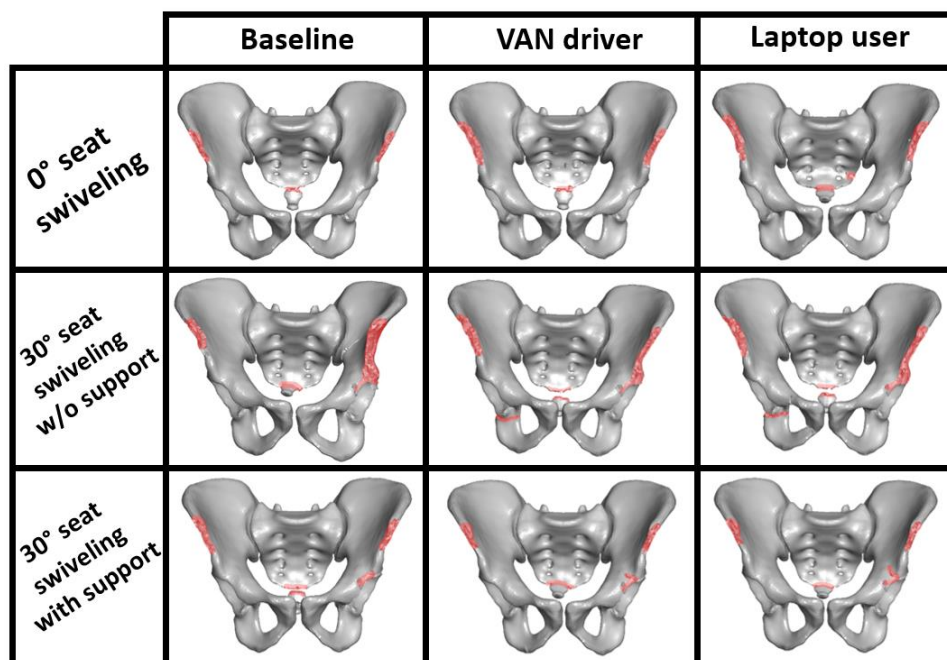 Baseline
VAN driver
Laptop user
0° seat
swiveling
30° seat
swiveling
w/o support
30° seat
swiveling
with support